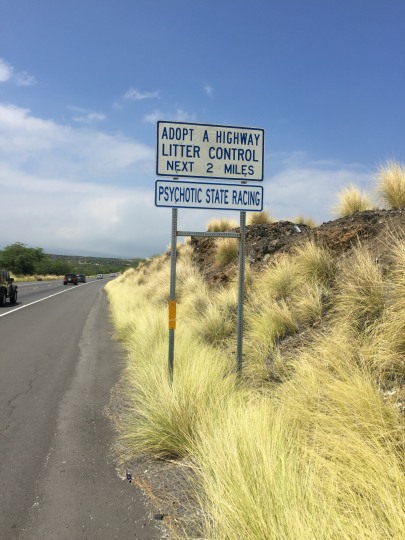 ADOPT A HIGHWAY
LITTER CONTROL
NEXT 2 MILES
PSYCHOTIC STATE RACING